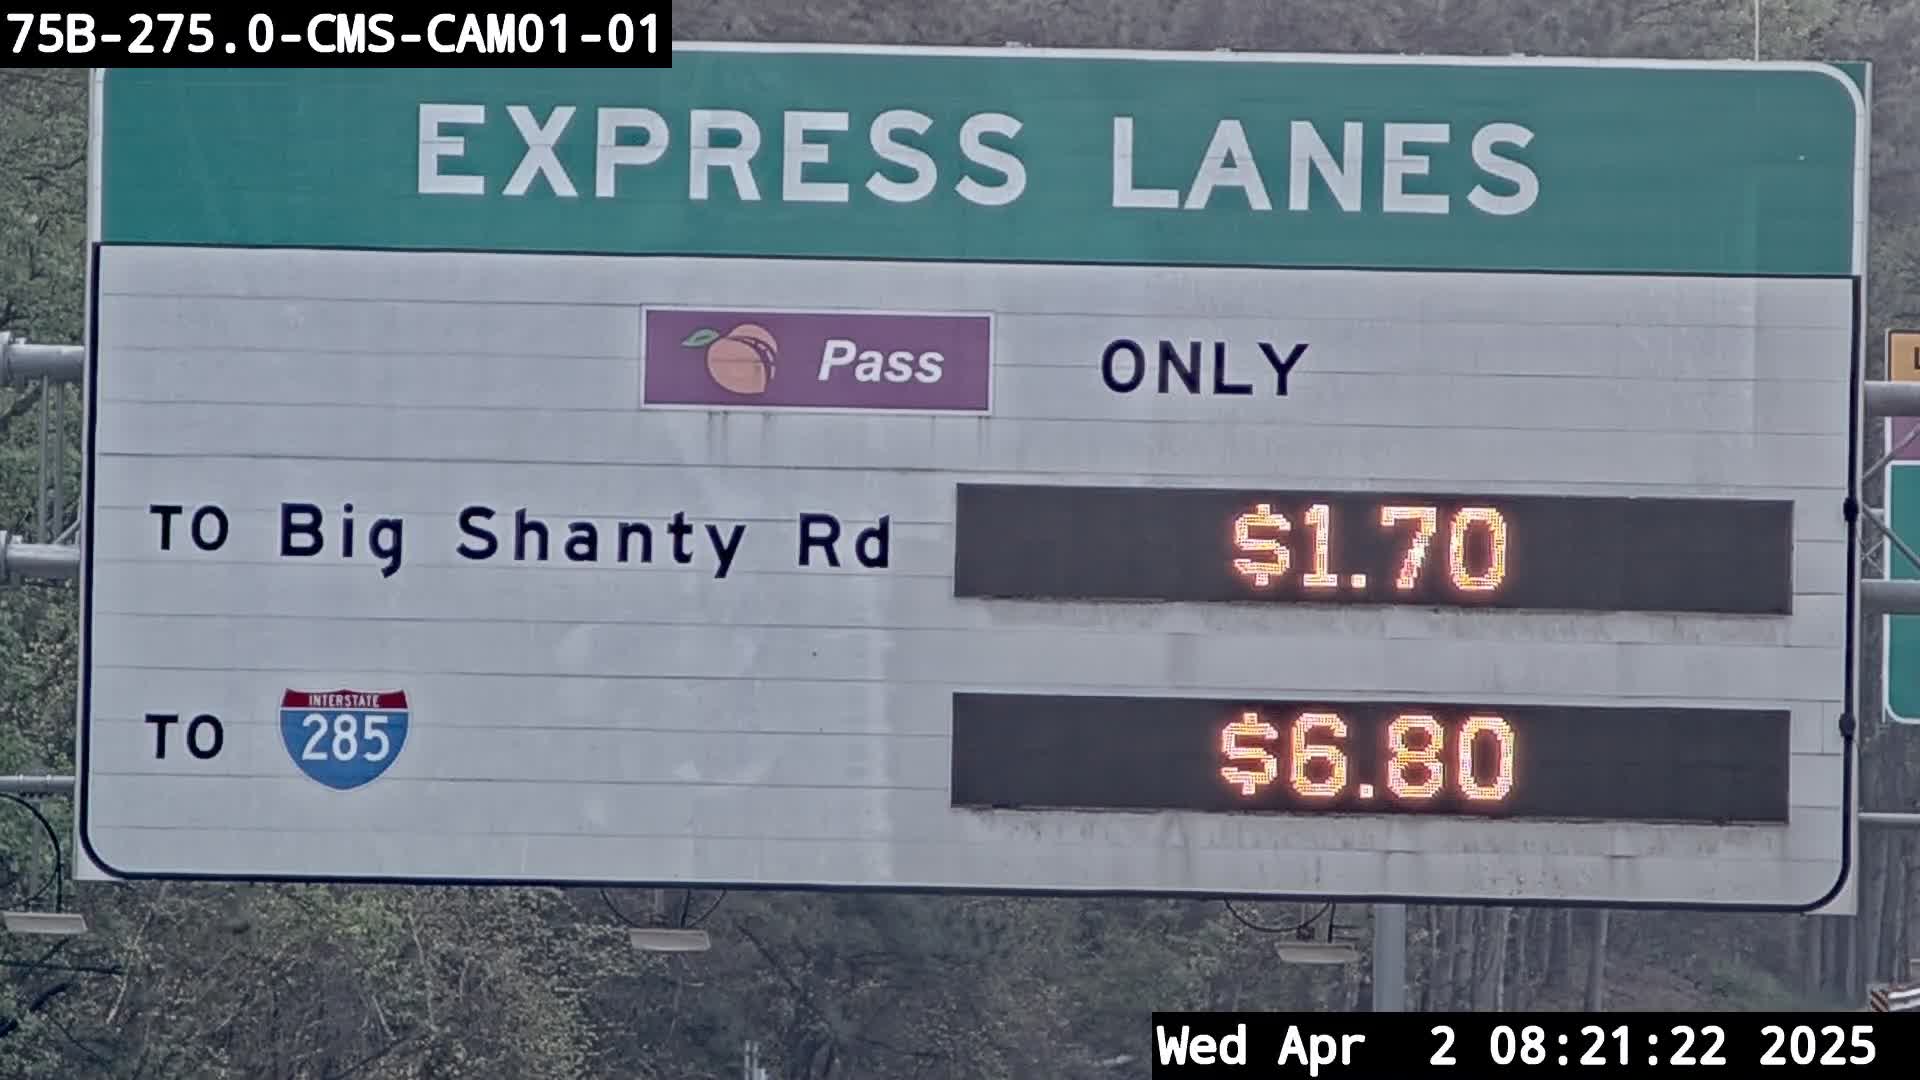 75B-275.0-CMS-CAM01-01
EXPRESS LANES
Pass ONLY
TO Big Shanty Rd $1.70
INTERSTATE
TO 285 $6.80
Wed Apr 2 08:21:22 2025